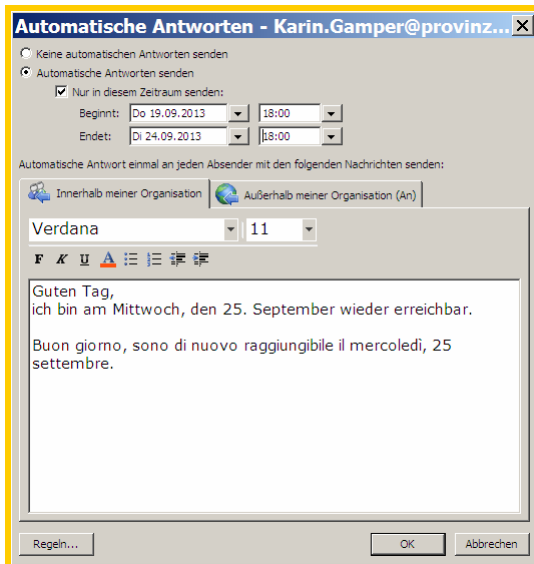 Automatische Antworten - Karin.Gamper@provinz...
Keine automatischen Antworten senden
Automatische Antworten senden
Nur in diesem Zeitraum senden:
Beginnt: Do 19.09.2013 18:00
Endet: Di 24.09.2013 18:00
Automatische Antwort einmal an jeden Absender mit den folgenden Nachrichten senden:
Innerhalb meiner Organisation Außerhalb meiner Organisation (An)
Verdana 11
F K U A
Guten Tag,
ich bin am Mittwoch, den 25. September wieder erreichbar.
Buon giorno, sono di nuovo raggiungibile il mercoledì, 25
settembre.
Regeln... OK Abbrechen